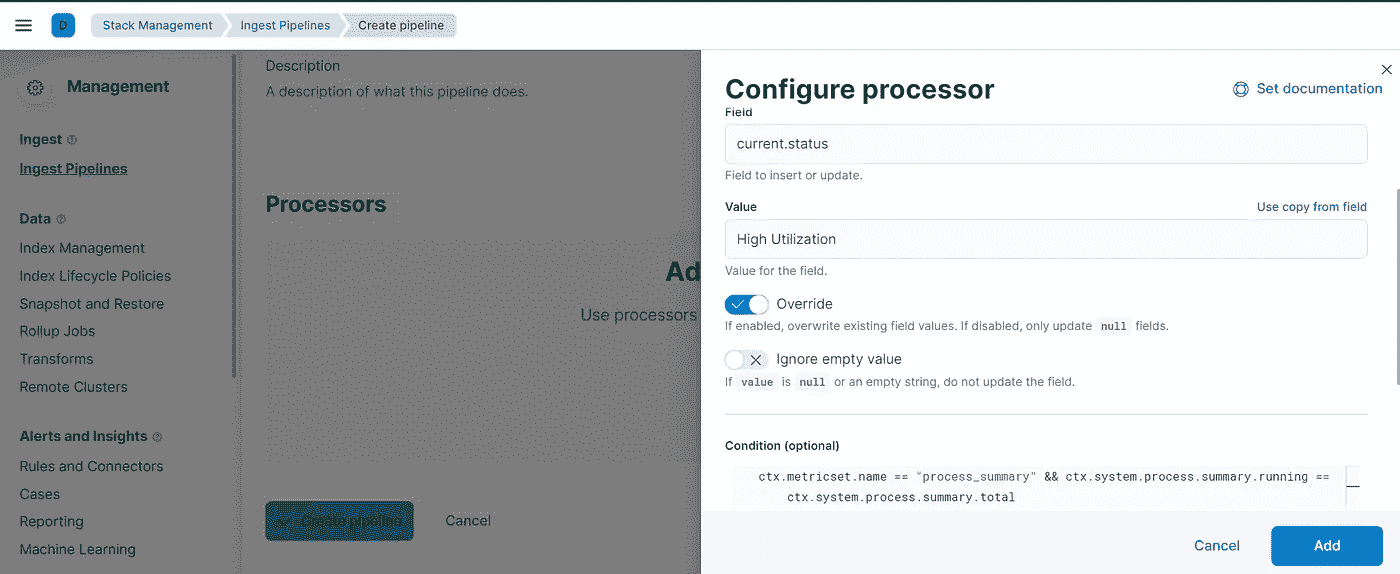 D
Stack Management
Ingest Pipelines
Create pipeline
Management
Ingest
Ingest Pipelines
Data
Index Management
Index Lifecycle Policies
Snapshot and Restore
Rollup Jobs
Transforms
Remote Clusters
Alerts and Insights
Rules and Connectors
Cases
Reporting
Machine Learning
Description
A description of what this pipeline does.
Processors
Ad
Use processors
Create pipeline
Cancel
Configure processor
Set documentation
Field
current.status
Field to insert or update.
Value
Use copy from field
High Utilization
Value for the field.
Override
If enabled, overwrite existing field values. If disabled, only update null fields.
Ignore empty value
If value is null or an empty string, do not update the field.
Condition (optional)
ctx.metricset.name == "process_summary" && ctx.system.process.summary.running ==
ctx.system.process.summary.total
Cancel
Add